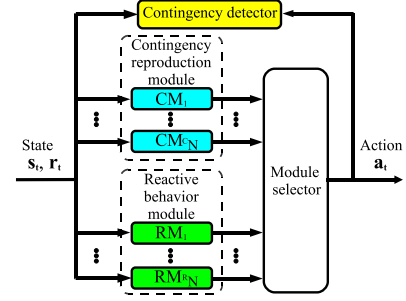 Contingency detector
Contingency
reproduction
module
CM₁
State
sₜ, rₜ
CMᶜN
Module
selector
Action
aₜ
Reactive
behavior
module
RM₁
RMᴿN